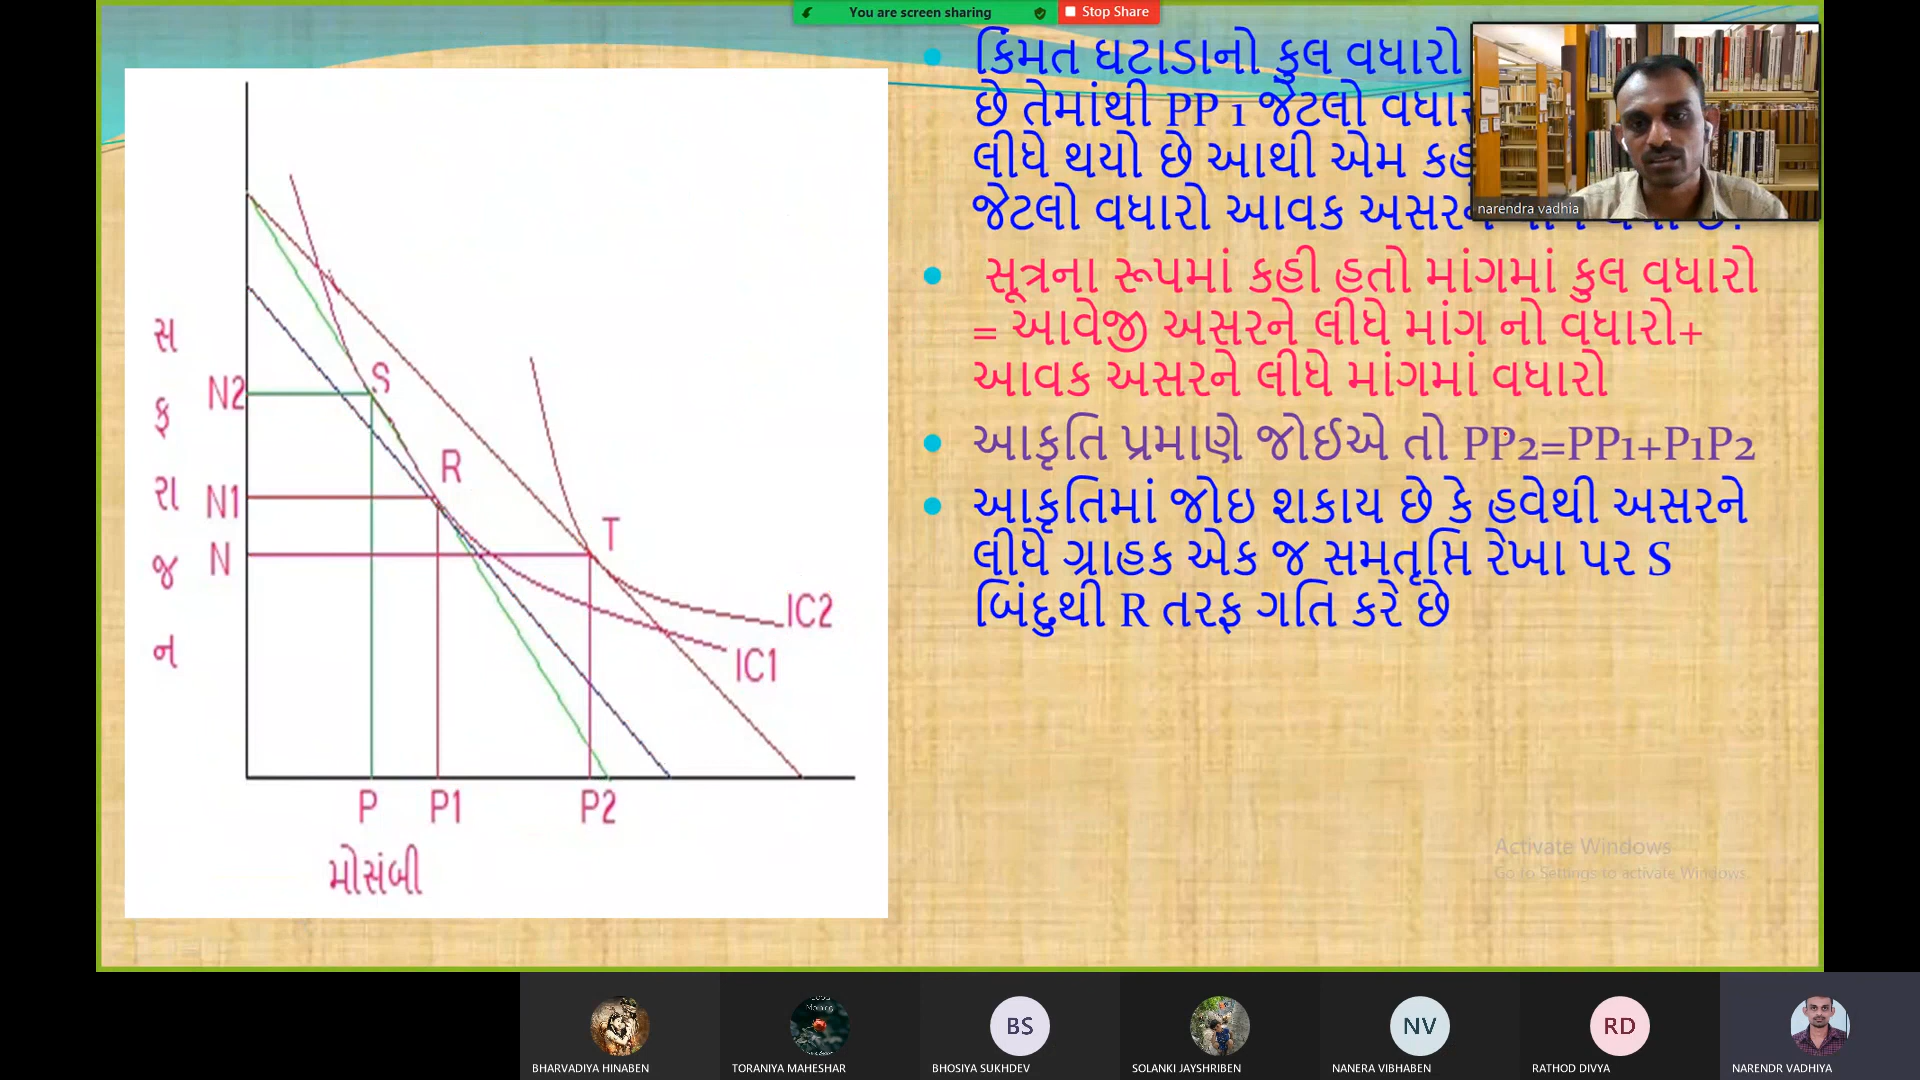 You are screen sharing
Stop Share
કિંમત ઘટાડાનો કુલ વધારો
છે તેમાંથી PP 1 જેટલો
લીધે થયો છે આથી એમ
જેટલો વધારો આવક
સૂત્રના રૂપમાં કહી હતો માંગમાં કુલ વધારો
= આવેજી અસરને લીધે માંગ નો વધારો+
આવક અસરને લીધે માંગમાં વધારો
આકૃતિ પ્રમાણે જોઈએ તો PP2=PP1+P1P2
આકૃતિમાં જોઇ શકાય છે કે હવેથી અસરને
લીધે ગ્રાહક એક જ સમતૃપ્તિ રેખા પર S
બિંદુથી R તરફ ગતિ કરે છે
narendra vadhia
સ
ફ
રા
જ
ન
N2
N1
N
S
R
T
IC2
IC1
P
P1
P2
મોસંબી
Activate Windows
Go to Settings to activate Windows.
BS
NV
RD
BHARVADIYA HINABEN
TORANIYA MAHESHAR
BHOSIYA SUKHDEV
SOLANKI JAYSHRIBEN
NANERA VIBHABEN
RATHOD DIVYA
NARENDR VADHIYA